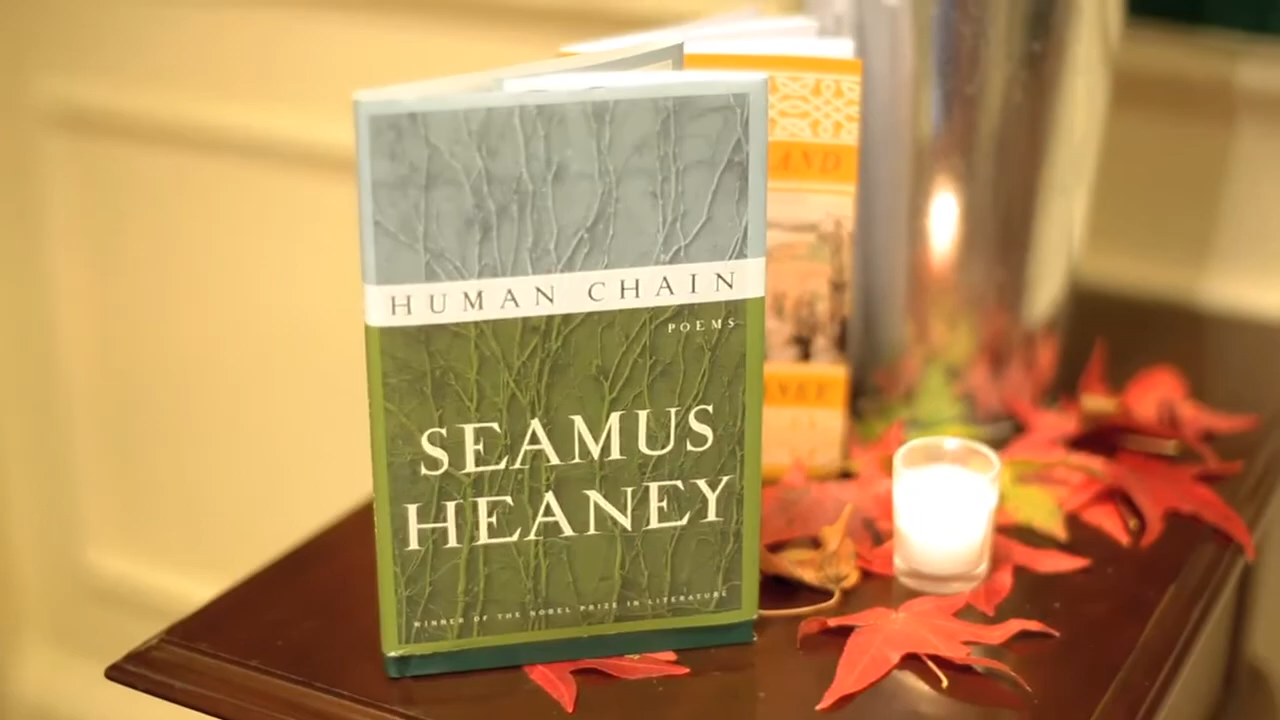 HUMAN CHAIN
POEMS
SEAMUS
HEANEY
WINNER OF THE NOBEL PRIZE IN LITERATURE